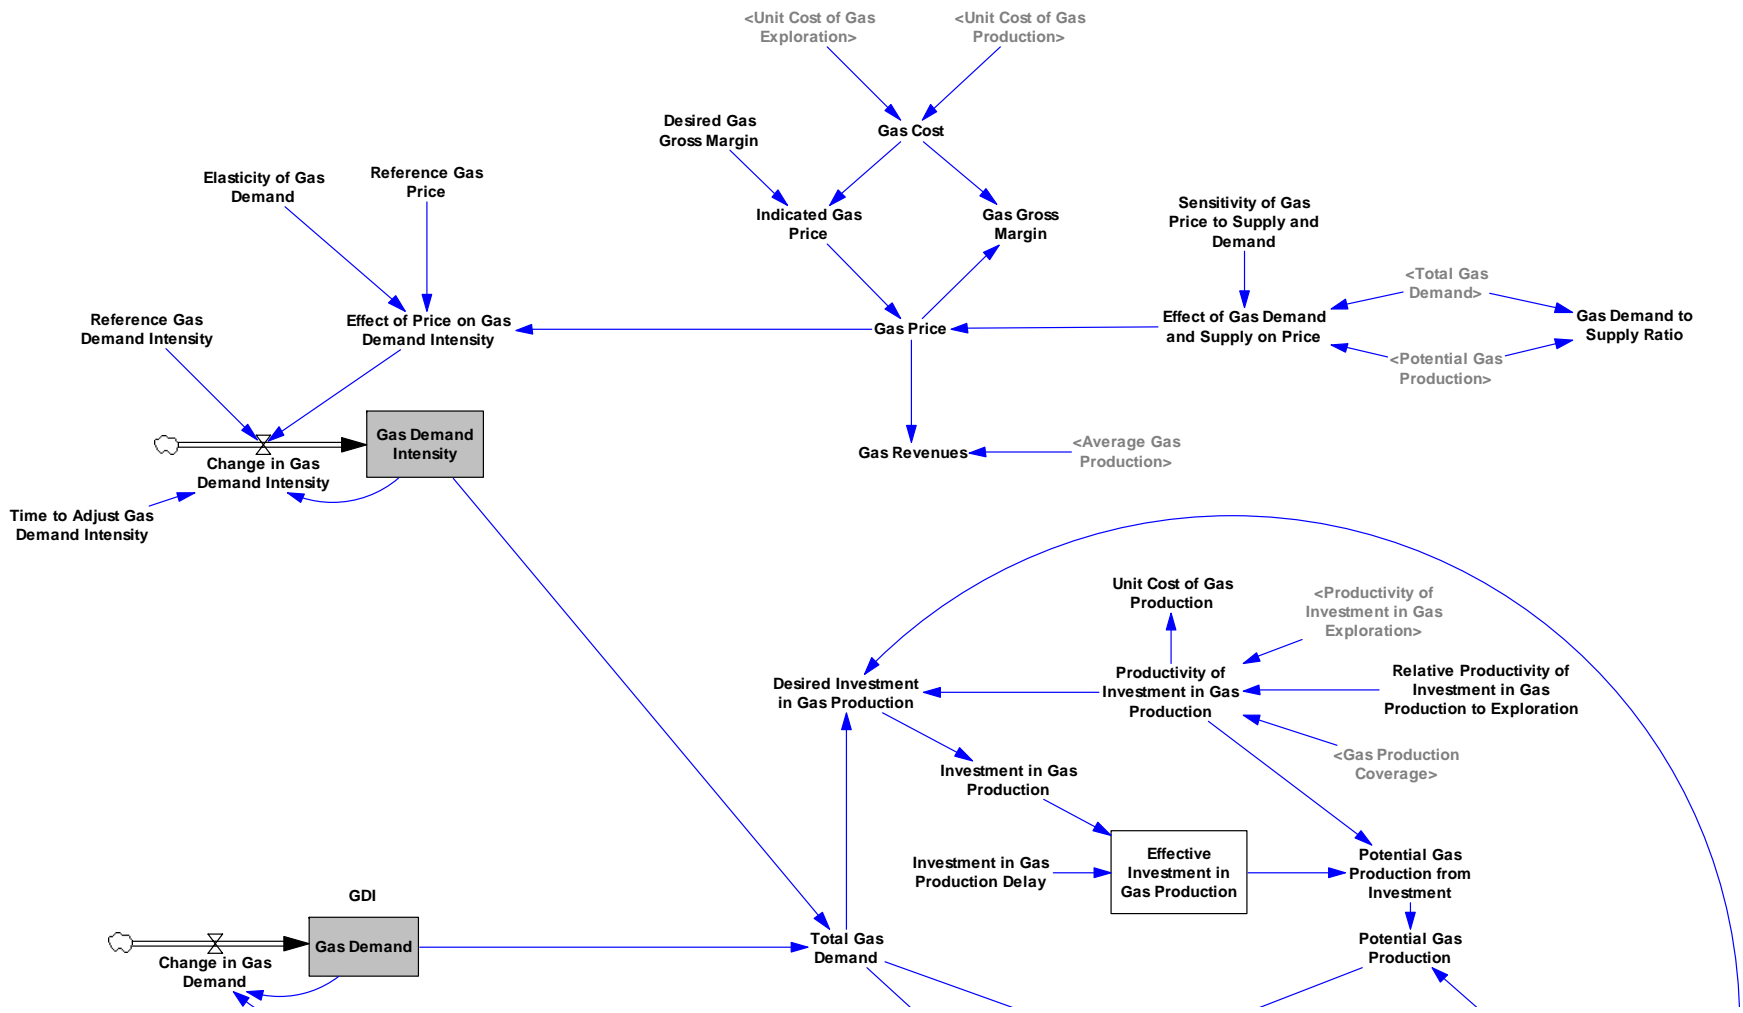 <Unit Cost of Gas
Exploration>
<Unit Cost of Gas
Production>
Desired Gas
Gross Margin
Gas Cost
Elasticity of Gas
Demand
Reference Gas
Price
Indicated Gas
Price
Gas Gross
Margin
Sensitivity of Gas
Price to Supply and
Demand
<Total Gas
Demand>
Reference Gas
Demand Intensity
Effect of Price on Gas
Demand Intensity
Gas Price
Effect of Gas Demand
and Supply on Price
Gas Demand to
Supply Ratio
<Potential Gas
Production>
Gas Demand
Intensity
Change in Gas
Demand Intensity
Gas Revenues
<Average Gas
Production>
Time to Adjust Gas
Demand Intensity
Unit Cost of Gas
Production
<Productivity of
Investment in Gas
Exploration>
Desired Investment
in Gas Production
Productivity of
Investment in Gas
Production
Relative Productivity of
Investment in Gas
Production to Exploration
Investment in Gas
Production
<Gas Production
Coverage>
Investment in Gas
Production Delay
Effective
Investment in
Gas Production
Potential Gas
Production from
Investment
GDI
Gas Demand
Change in Gas
Demand
Total Gas
Demand
Potential Gas
Production